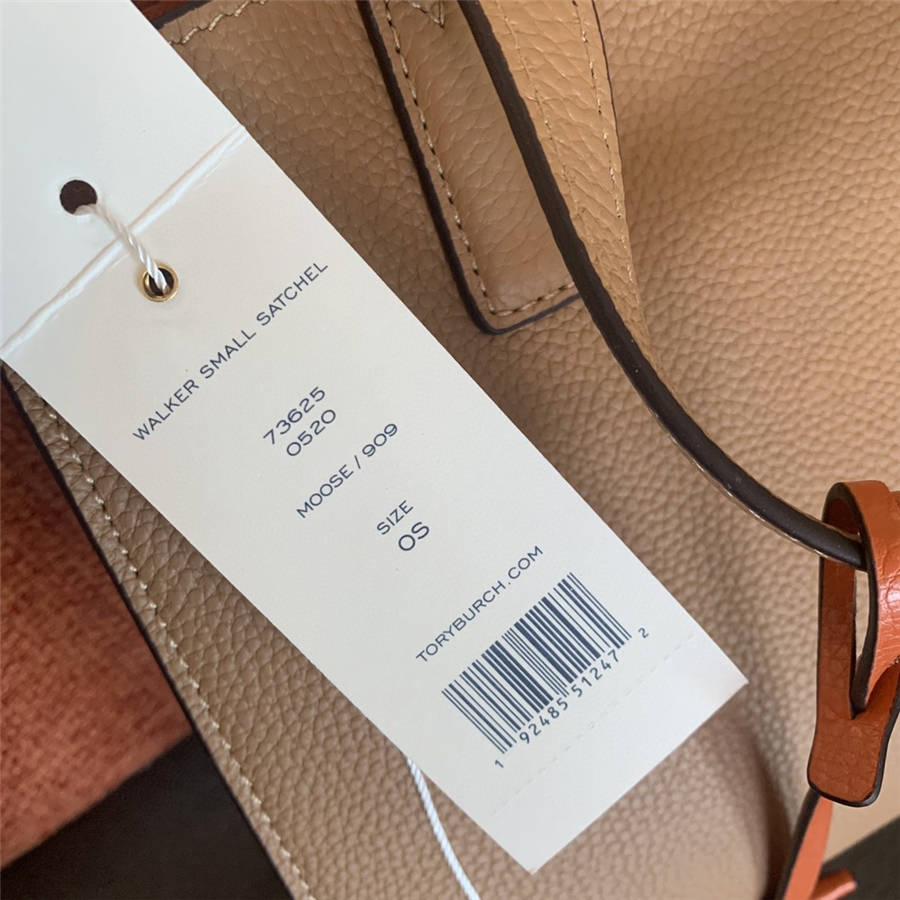 WALKER SMALL SATCHEL
73625
0520
MOOSE / 909
SIZE
OS
TORYBURCH.COM
1 92485 51247 2